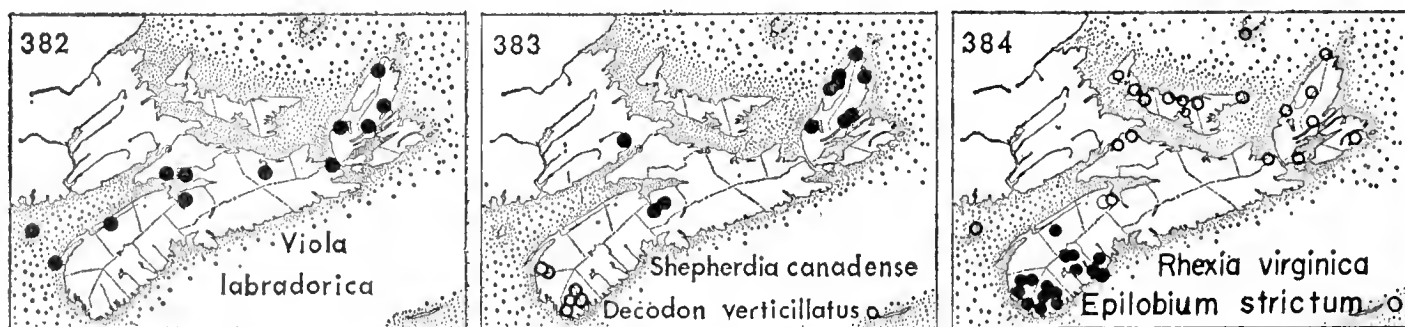 382
Viola
labradorica
383
Shepherdia canadense
Decodon verticillatus o
384
Rhexia virginica
Epilobium strictum o